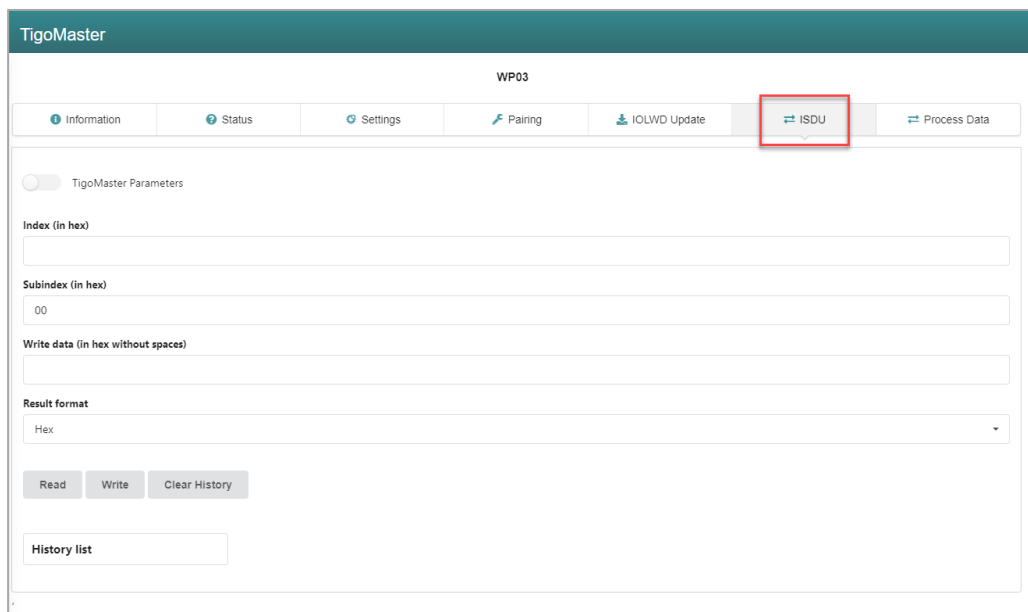 TigoMaster
WP03
Information Status Settings Pairing IOLWD Update ISDU Process Data
TigoMaster Parameters
Index (in hex)
Subindex (in hex)
00
Write data (in hex without spaces)
Result format
Hex
Read Write Clear History
History list